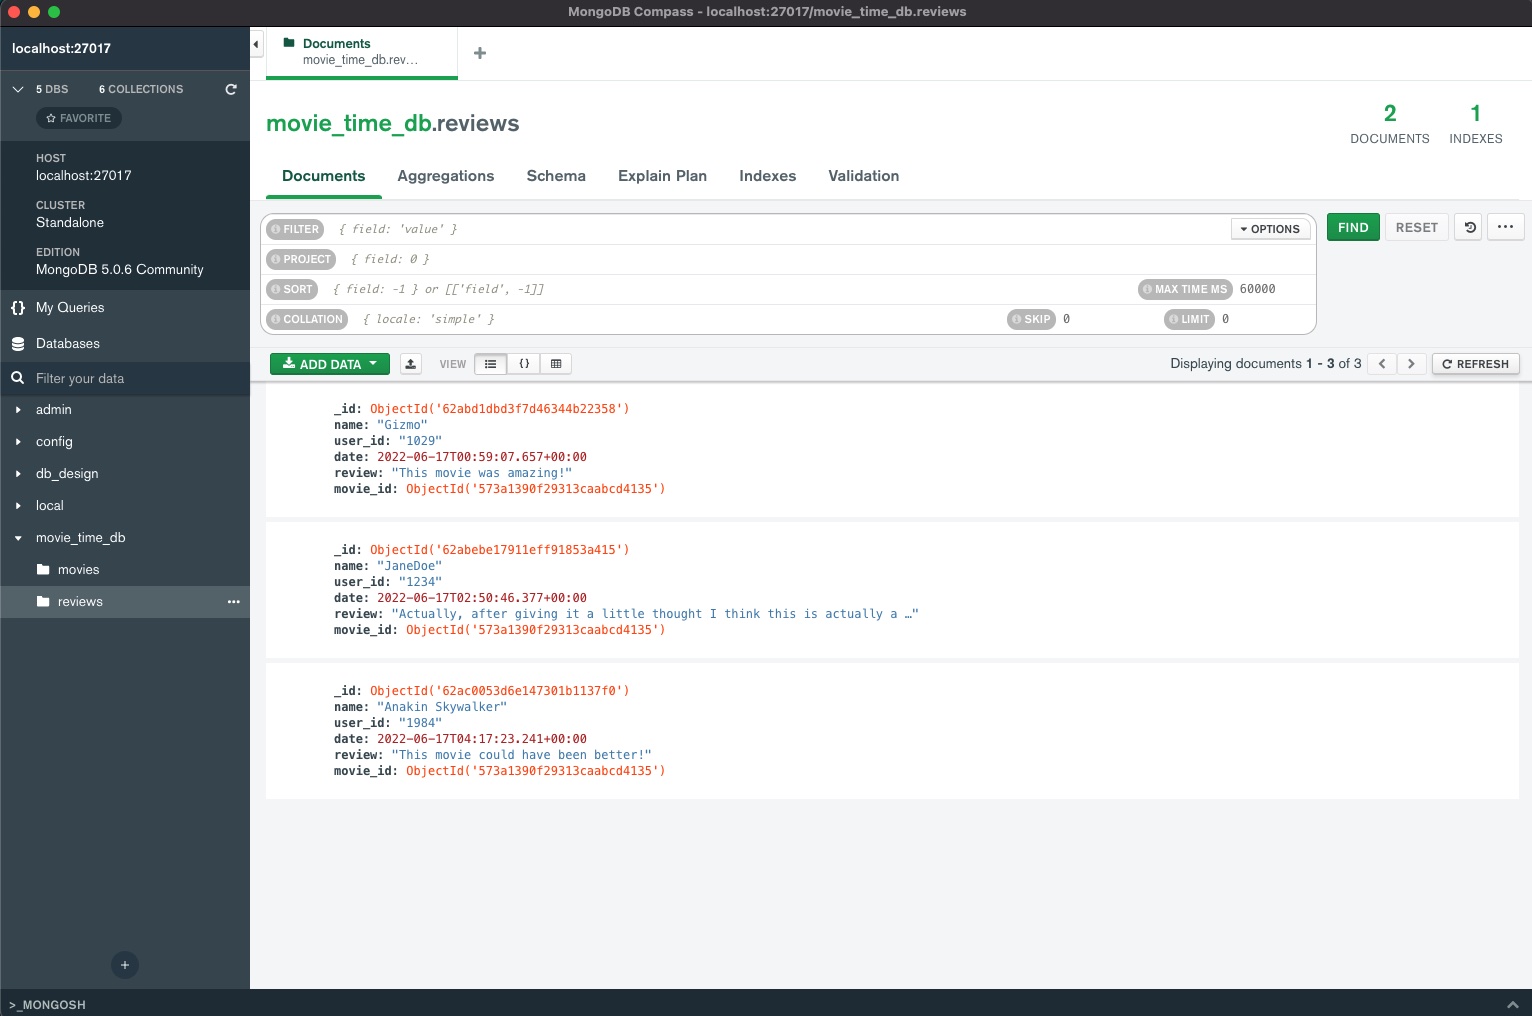 MongoDB Compass - localhost:27017/movie_time_db.reviews
localhost:27017
5 DBS 6 COLLECTIONS
FAVORITE
HOST
localhost:27017
CLUSTER
Standalone
EDITION
MongoDB 5.0.6 Community
My Queries
Databases
Filter your data
admin
config
db_design
local
movie_time_db
movies
reviews
>_MONGOSH
Documents
movie_time_db.rev...
movie_time_db.reviews
2 DOCUMENTS
1 INDEXES
Documents Aggregations Schema Explain Plan Indexes Validation
FILTER { field: 'value' } OPTIONS FIND RESET
PROJECT { field: 0 }
SORT { field: -1 } or [['field', -1]] MAX TIME MS 60000
COLLATION { locale: 'simple' } SKIP 0 LIMIT 0
ADD DATA VIEW {} Displaying documents 1 - 3 of 3 REFRESH
_id: ObjectId('62abd1dbd3f7d46344b22358')
name: "Gizmo"
user_id: "1029"
date: 2022-06-17T00:59:07.657+00:00
review: "This movie was amazing!"
movie_id: ObjectId('573a1390f29313caabcd4135')
_id: ObjectId('62abebe17911eff91853a415')
name: "JaneDoe"
user_id: "1234"
date: 2022-06-17T02:50:46.377+00:00
review: "Actually, after giving it a little thought I think this is actually a …"
movie_id: ObjectId('573a1390f29313caabcd4135')
_id: ObjectId('62ac0053d6e147301b1137f0')
name: "Anakin Skywalker"
user_id: "1984"
date: 2022-06-17T04:17:23.241+00:00
review: "This movie could have been better!"
movie_id: ObjectId('573a1390f29313caabcd4135')